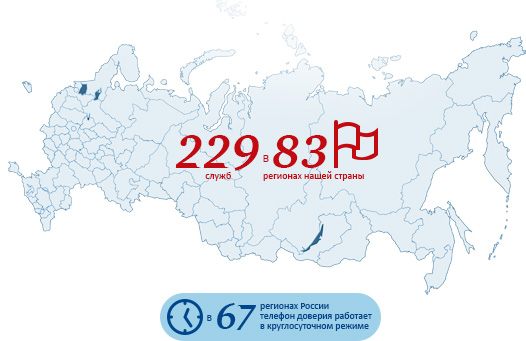 229 в 83
служб регионах нашей страны
в 67 регионах России
телефон доверия работает
в круглосуточном режиме